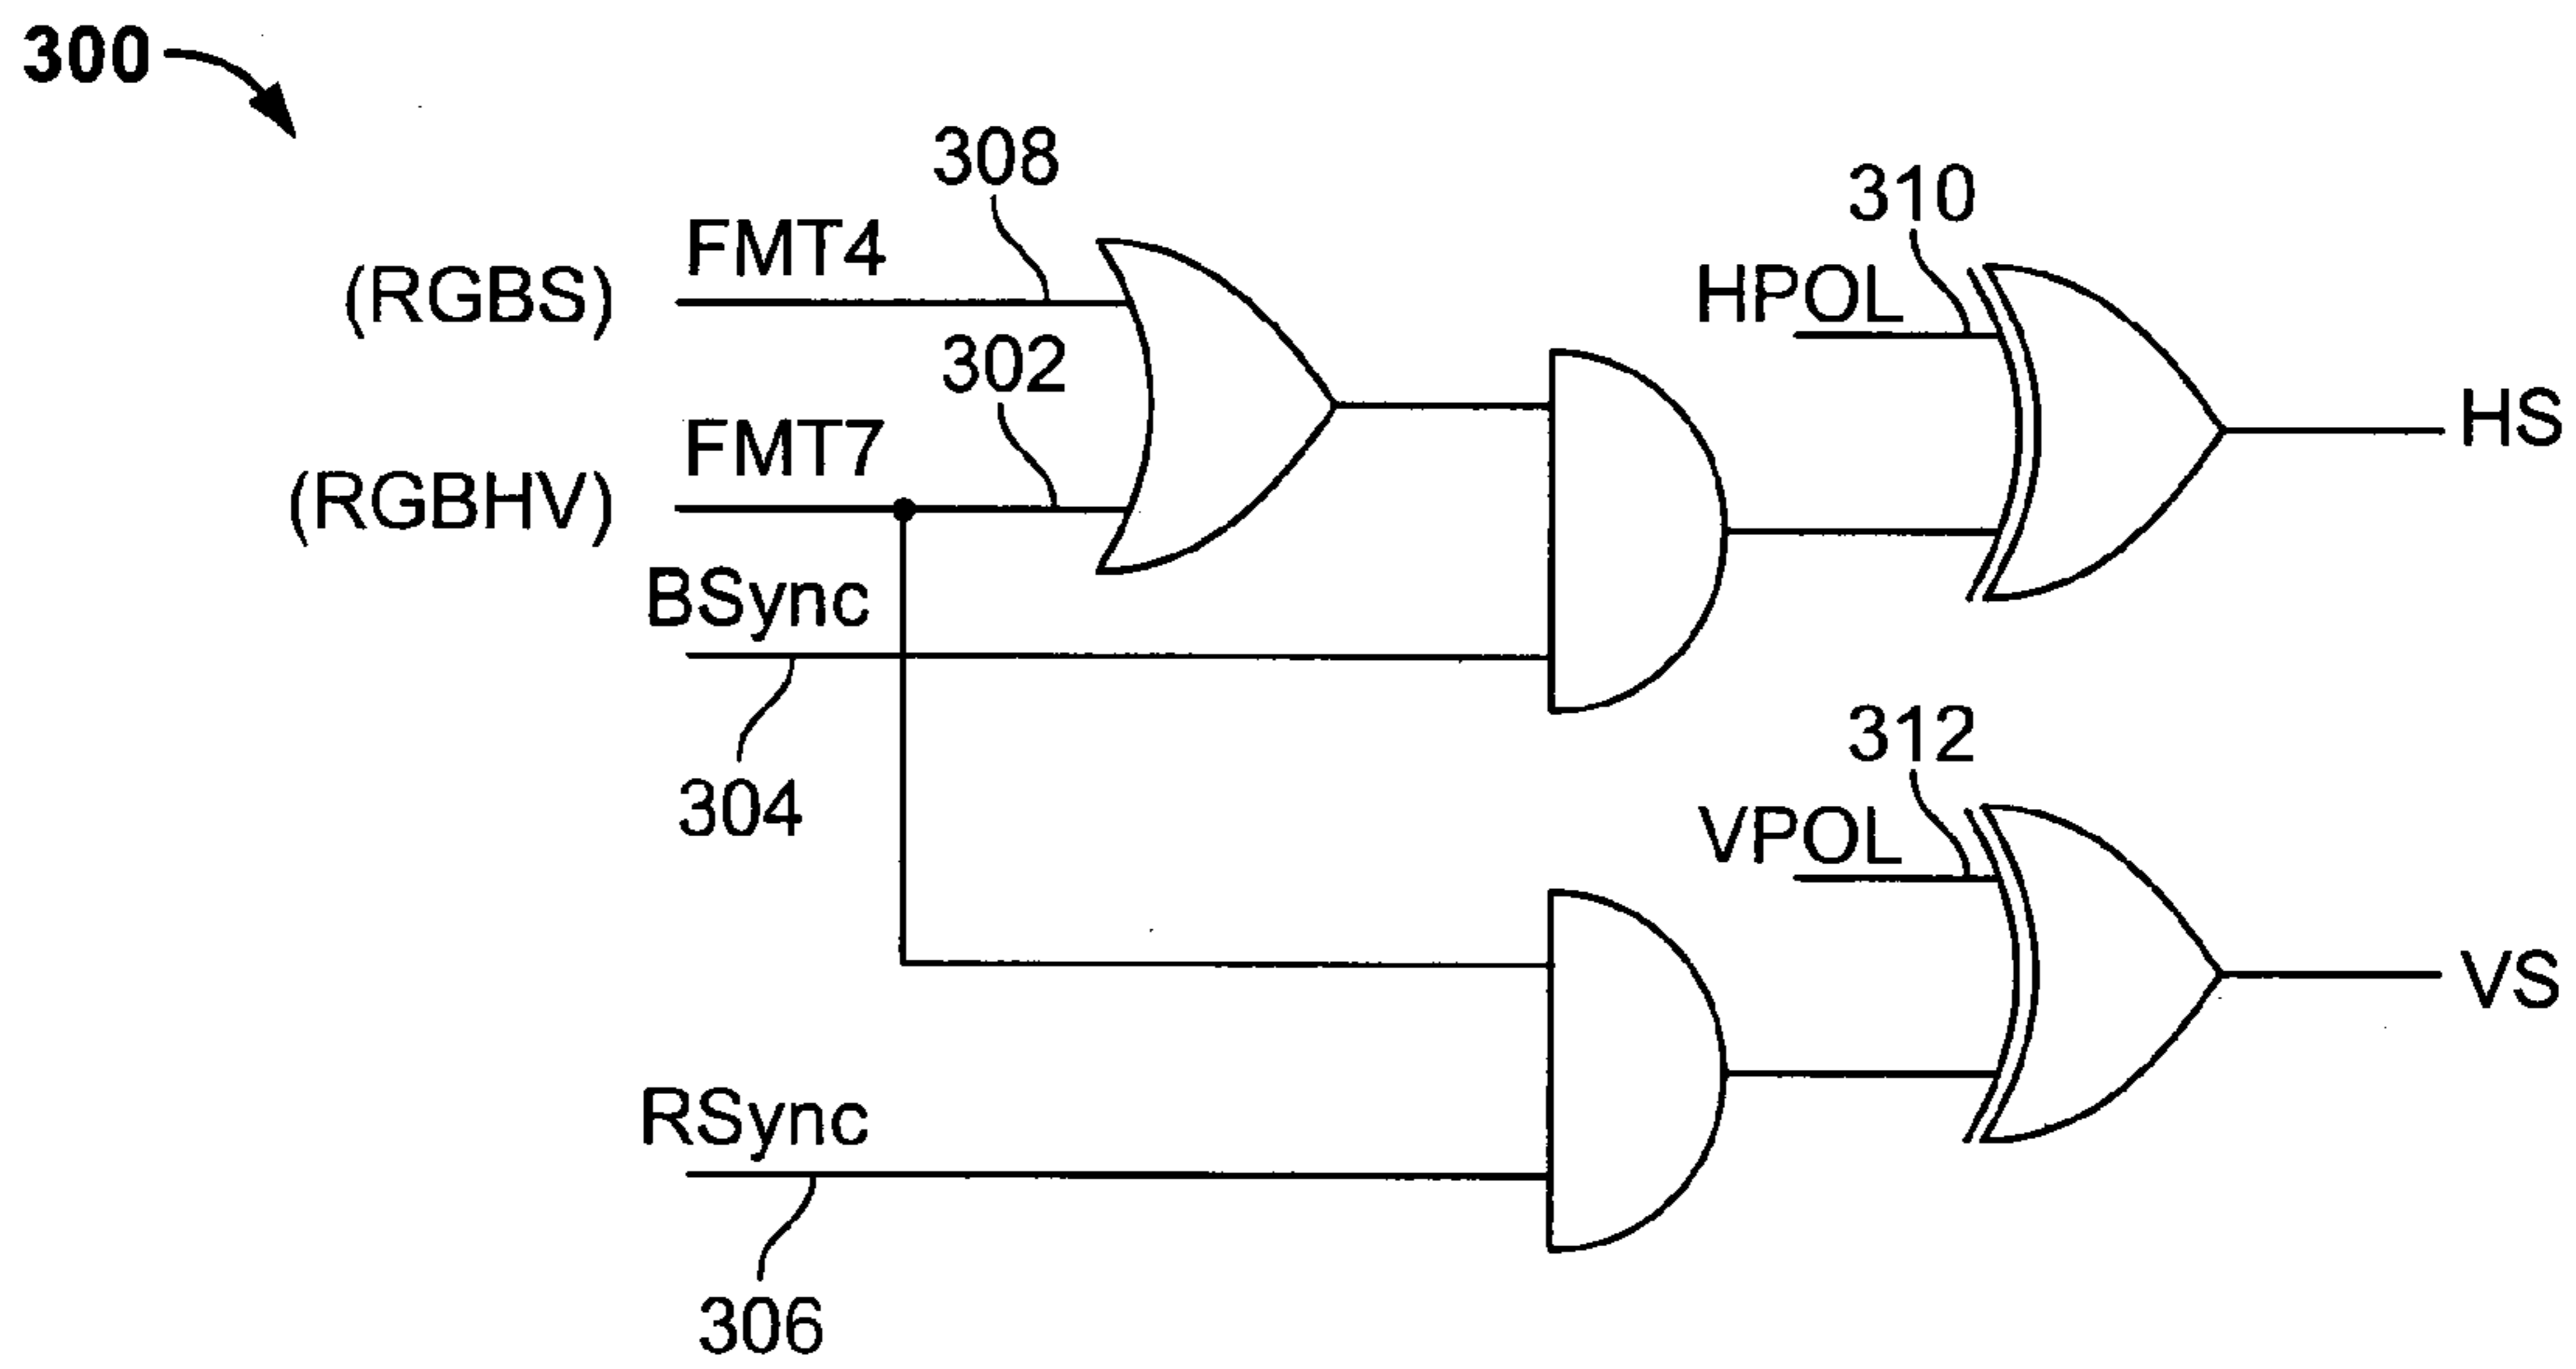 300
308
310
(RGBS)
FMT4
HPOL
302
HS
(RGBHV)
FMT7
BSync
304
312
VPOL
VS
RSync
306